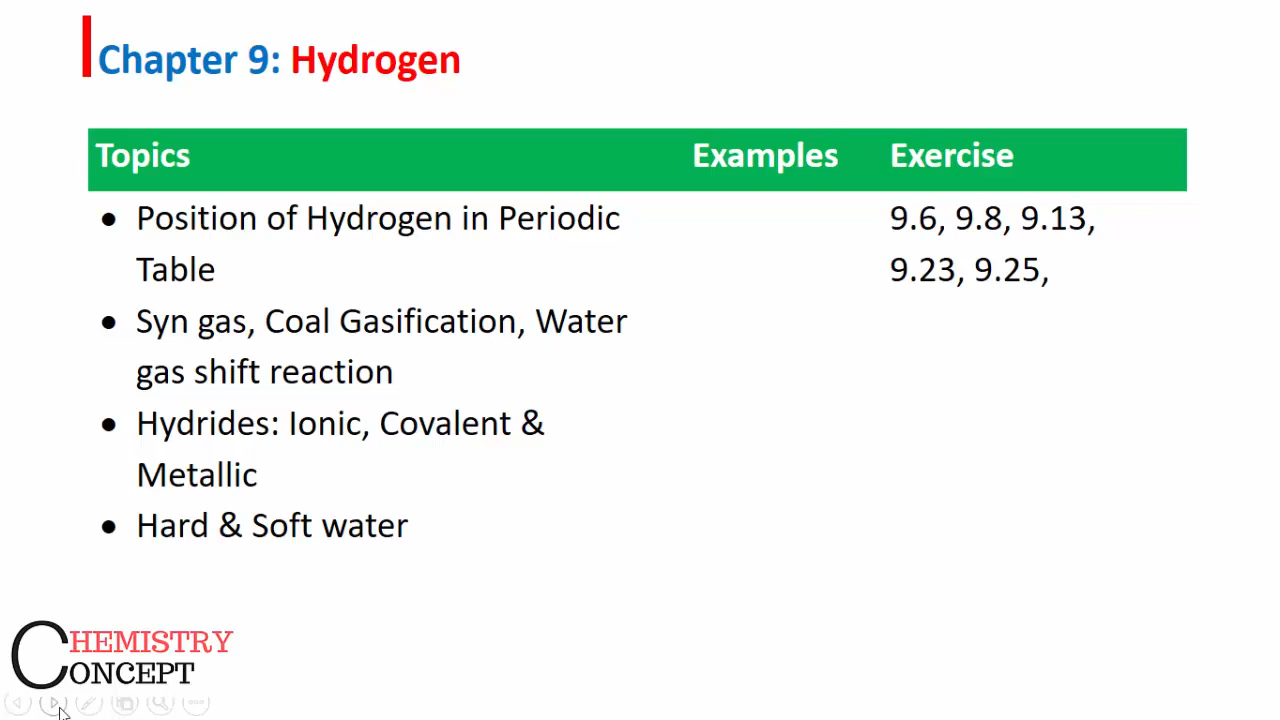 Chapter 9: Hydrogen
Topics Examples Exercise
• Position of Hydrogen in Periodic 9.6, 9.8, 9.13,
Table 9.23, 9.25,
• Syn gas, Coal Gasification, Water
gas shift reaction
• Hydrides: Ionic, Covalent &
Metallic
• Hard & Soft water
CHEMISTRY
CONCEPT